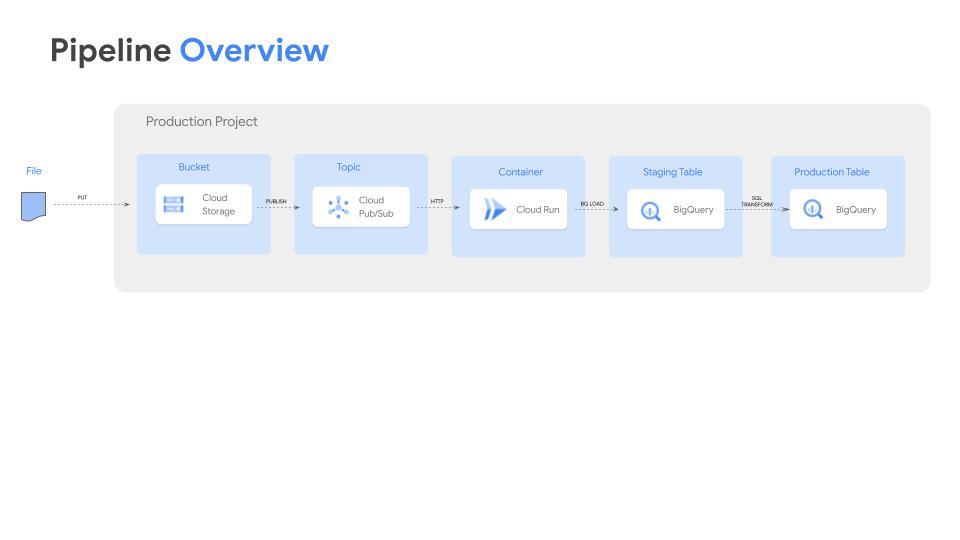 Pipeline Overview
Production Project
File
PUT
Bucket
Cloud
Storage
PUBLISH
Topic
Cloud
Pub/Sub
HTTP
Container
Cloud Run
BQ LOAD
Staging Table
BigQuery
SQL
TRANSFORM
Production Table
BigQuery